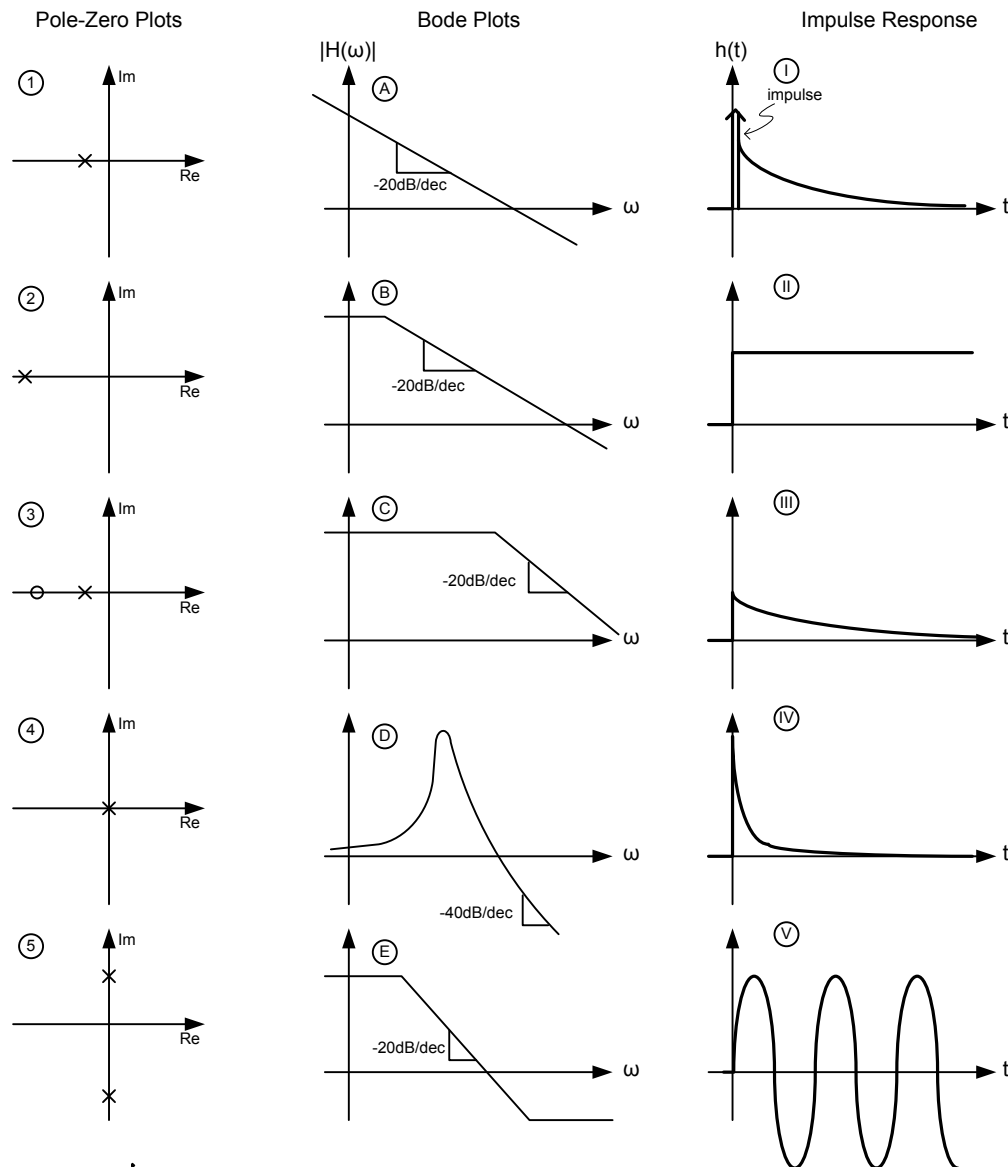 Pole-Zero Plots Bode Plots Impulse Response
1 Im Re
|H(ω)| A -20dB/dec ω
h(t) I impulse t
2 Im Re
B -20dB/dec ω
II t
3 Im Re
C -20dB/dec ω
III t
4 Im Re
D -40dB/dec ω
IV t
5 Im Re
E -20dB/dec ω
V t